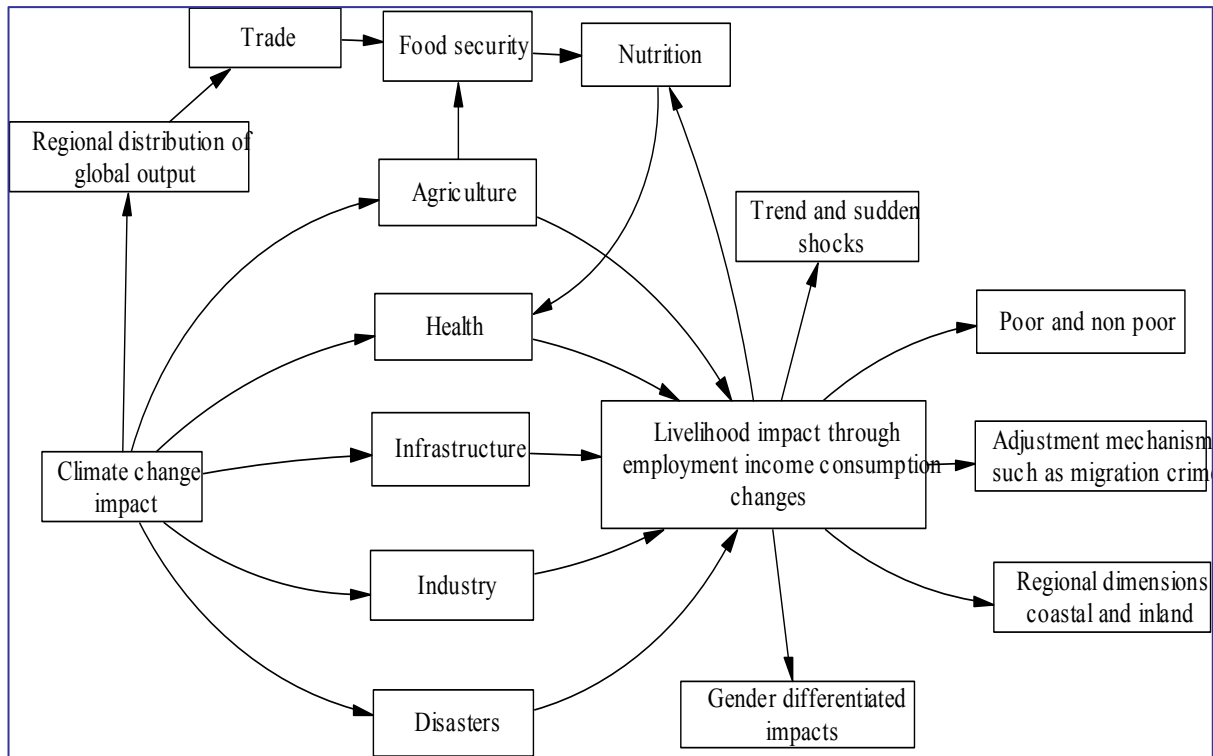 Trade
Food security
Nutrition
Regional distribution of
global output
Agriculture
Trend and sudden
shocks
Health
Poor and non poor
Infrastructure
Livelihood impact through
employment income consumption
changes
Adjustment mechanism
such as migration crime
Climate change
impact
Industry
Regional dimensions
coastal and inland
Disasters
Gender differentiated
impacts